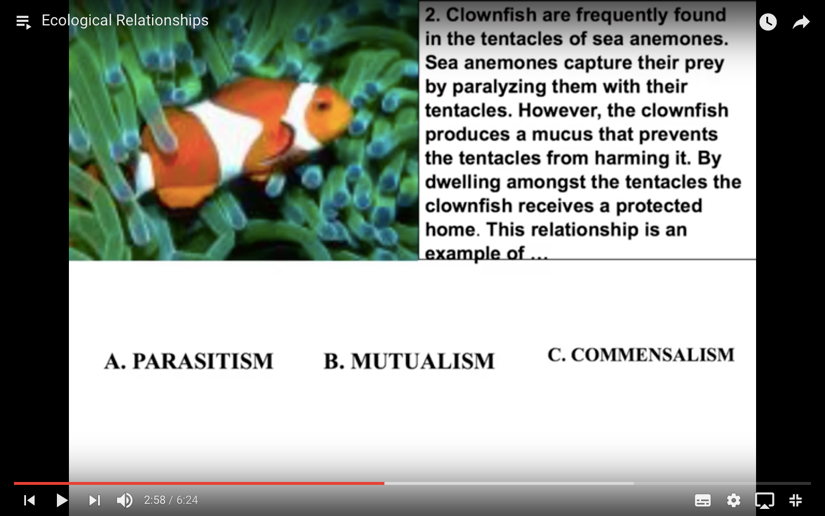 Ecological Relationships
2. Clownfish are frequently found
in the tentacles of sea anemones.
Sea anemones capture their prey
by paralyzing them with their
tentacles. However, the clownfish
produces a mucus that prevents
the tentacles from harming it. By
dwelling amongst the tentacles the
clownfish receives a protected
home. This relationship is an
example of ...
A. PARASITISM
B. MUTUALISM
C. COMMENSALISM
2:58 / 6:24